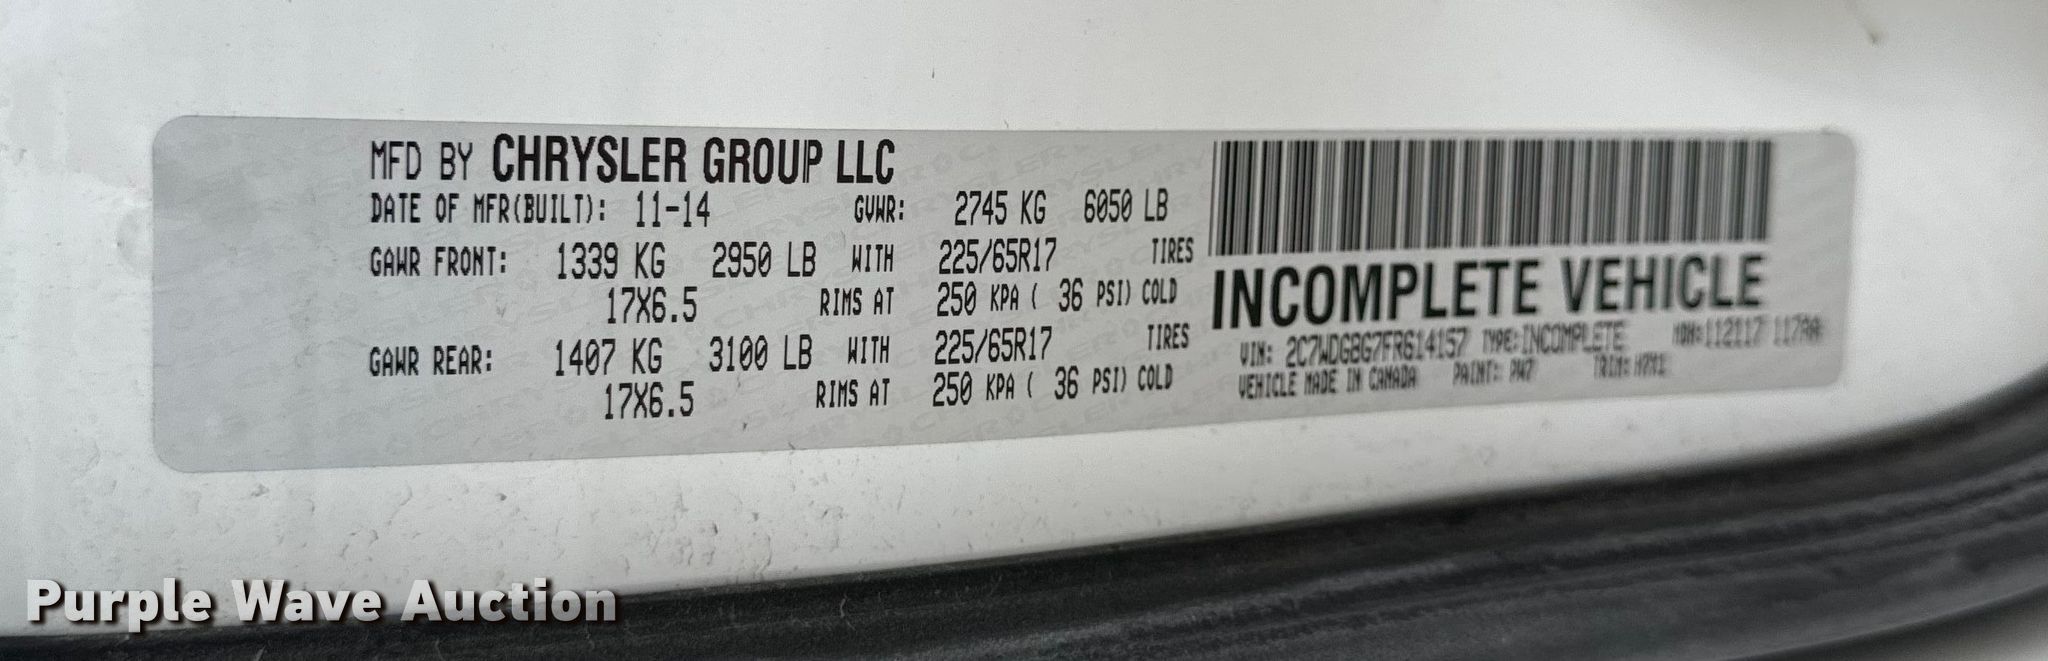 MFD BY CHRYSLER GROUP LLC
DATE OF MFR(BUILT): 11-14 GVWR: 2745 KG 6050 LB
GAWR FRONT: 1339 KG 2950 LB WITH 225/65R17 TIRES
17X6.5 RIMS AT 250 KPA ( 36 PSI) COLD
GAWR REAR: 1407 KG 3100 LB WITH 225/65R17 TIRES
17X6.5 RIMS AT 250 KPA ( 36 PSI) COLD
INCOMPLETE VEHICLE
VIN: 2C7WDGBG7FR614157 TYPE:INCOMPLETE
VEHICLE MADE IN CANADA PAINT: PW7
Purple Wave Auction